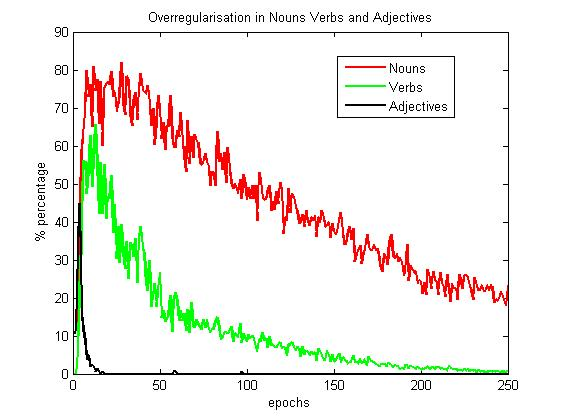 Overregularisation in Nouns Verbs and Adjectives
90
80
70
60
50
40
30
20
10
0
% percentage
Nouns
Verbs
Adjectives
0 50 100 150 200 250
epochs